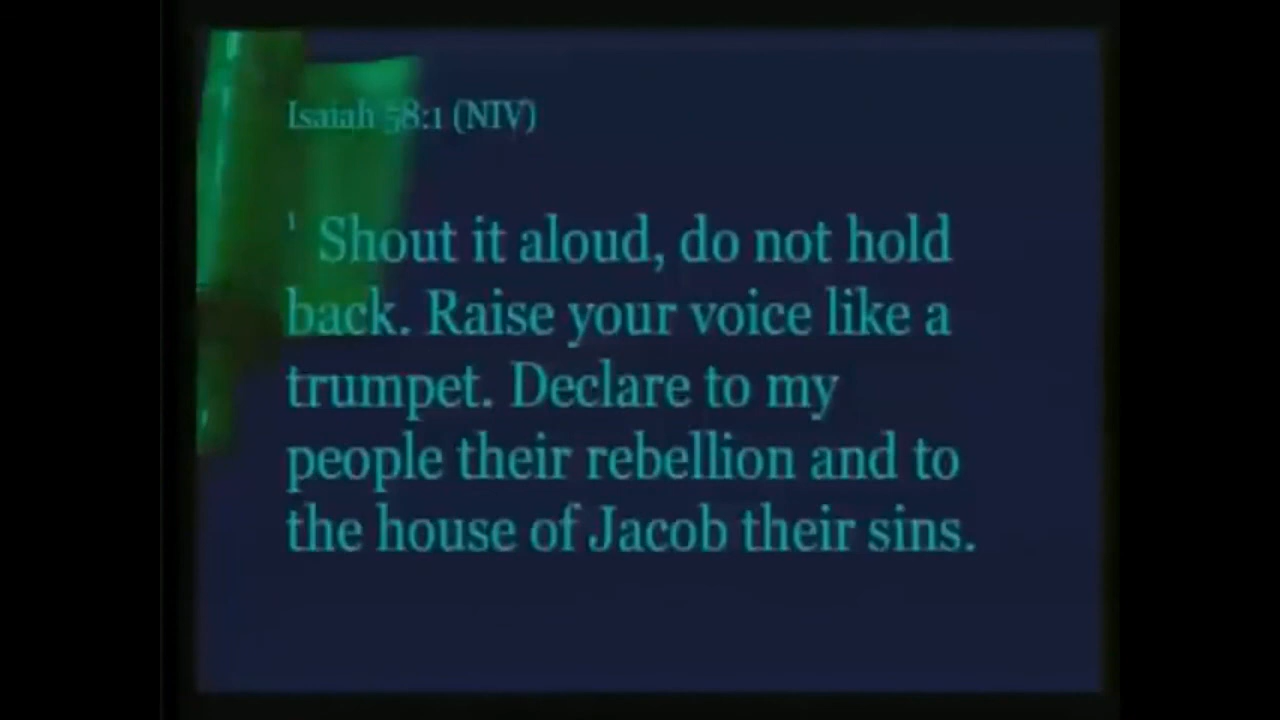 Isaiah 58:1 (NIV)
1 Shout it aloud, do not hold
back. Raise your voice like a
trumpet. Declare to my
people their rebellion and to
the house of Jacob their sins.